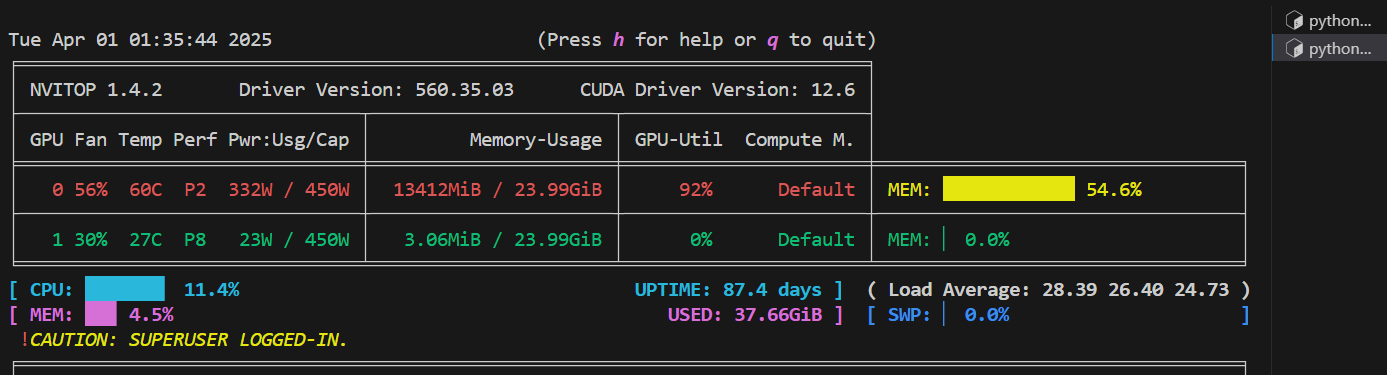 Tue Apr 01 01:35:44 2025 (Press h for help or q to quit)
NVITOP 1.4.2 Driver Version: 560.35.03 CUDA Driver Version: 12.6
GPU Fan Temp Perf Pwr:Usg/Cap Memory-Usage GPU-Util Compute M.
0 56% 60C P2 332W / 450W 13412MiB / 23.99GiB 92% Default MEM: 54.6%
1 30% 27C P8 23W / 450W 3.06MiB / 23.99GiB 0% Default MEM: 0.0%
[ CPU: 11.4% UPTIME: 87.4 days ] ( Load Average: 28.39 26.40 24.73 )
[ MEM: 4.5% USED: 37.66GiB ] [ SWP: 0.0% ]
!CAUTION: SUPERUSER LOGGED-IN.
python...
python...